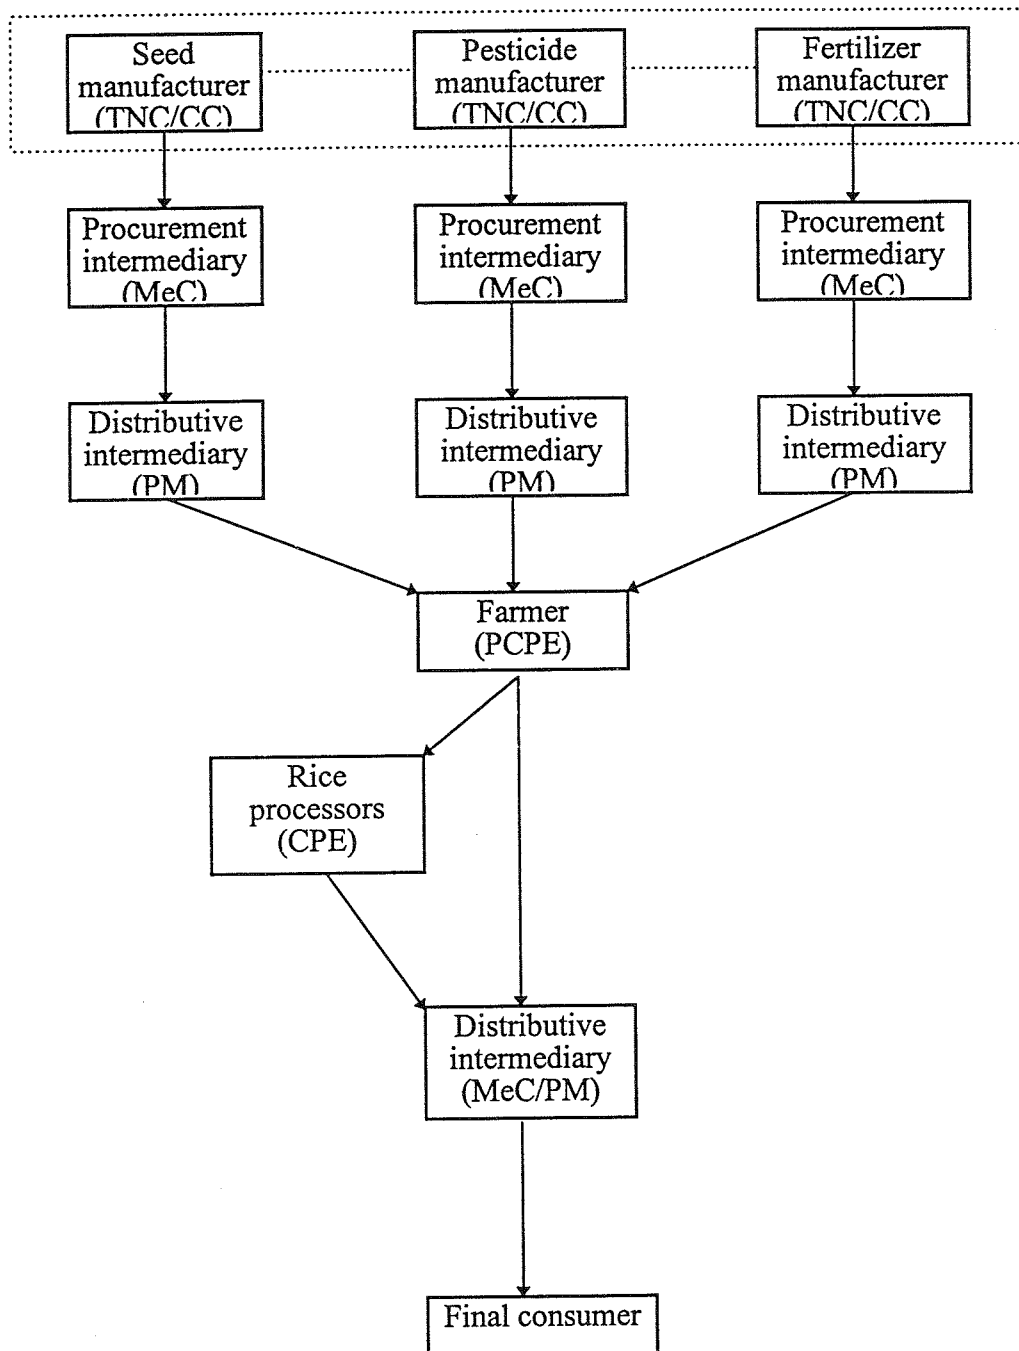 Seed
manufacturer
(TNC/CC)
Pesticide
manufacturer
(TNC/CC)
Fertilizer
manufacturer
(TNC/CC)
Procurement
intermediary
(MeC)
Procurement
intermediary
(MeC)
Procurement
intermediary
(MeC)
Distributive
intermediary
(PM)
Distributive
intermediary
(PM)
Distributive
intermediary
(PM)
Farmer
(PCPE)
Rice
processors
(CPE)
Distributive
intermediary
(MeC/PM)
Final consumer